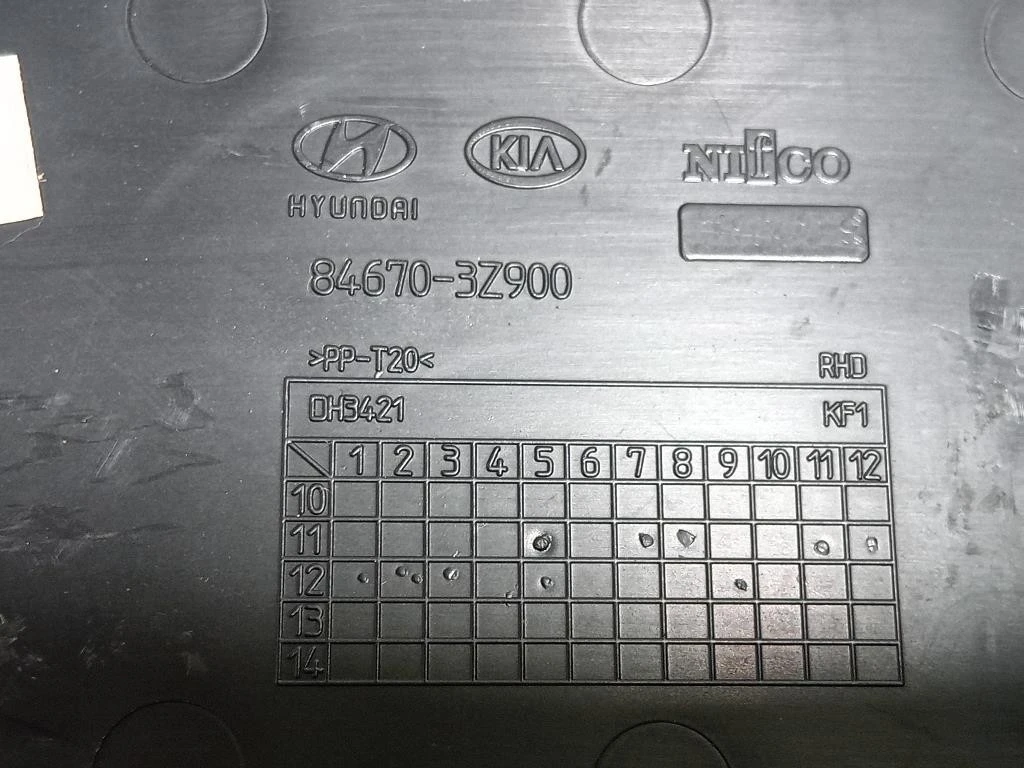 KIA NIFCO
HYUNDAI
84670-3Z900
>PP-T20< RHD
0H3421 KF1
1 2 3 4 5 6 7 8 9 10 11 12
10
11
12
13
14